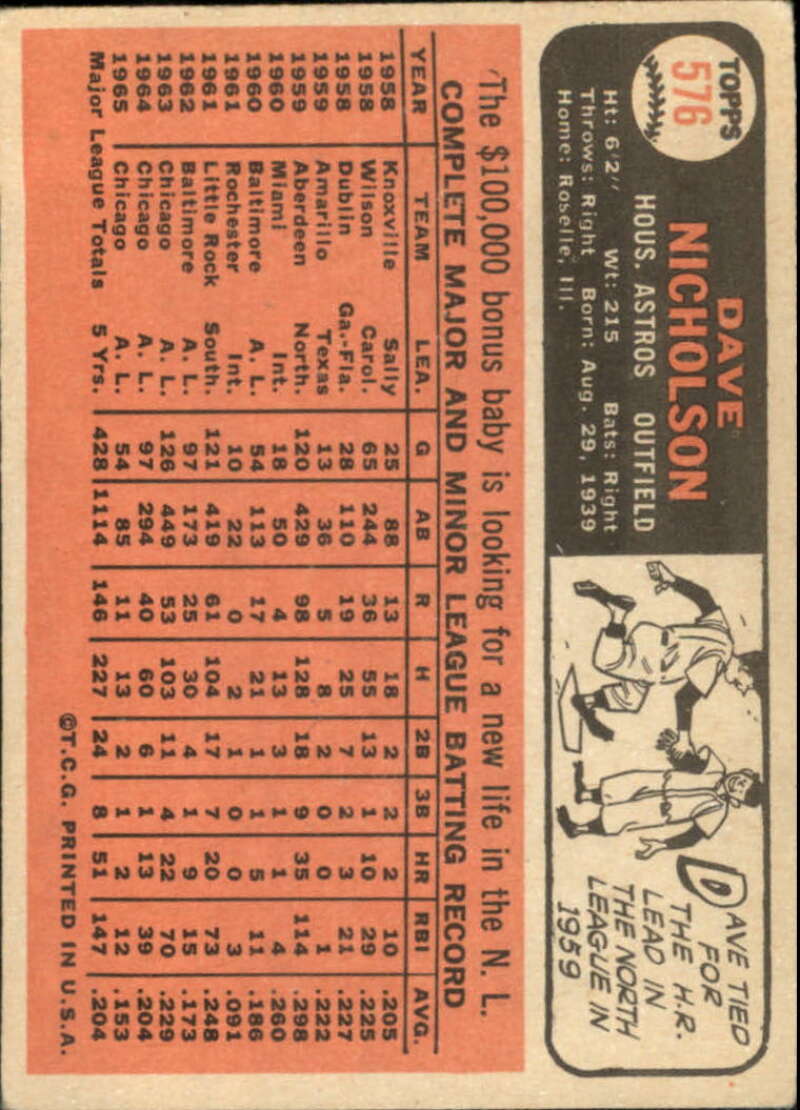 TOPPS
576
DAVE
NICHOLSON
HOUS. ASTROS OUTFIELD
Ht: 6'2" Wt: 215 Bats: Right
Throws: Right Born: Aug. 29, 1939
Home: Roselle, Ill.
DAVE TIED
FOR
THE H.R.
LEAD IN
THE NORTH
LEAGUE IN
1959
The $100,000 bonus baby is looking for a new life in the N. L.
COMPLETE MAJOR AND MINOR LEAGUE BATTING RECORD
YEAR TEAM LEA. G AB R H 2B 3B HR RBI AVG.
1958 Knoxville Sally 25 88 13 18 2 2 2 10 .205
1958 Wilson Carol. 65 244 36 55 13 1 10 29 .225
1958 Dublin Ga.-Fla. 28 110 19 25 7 2 3 21 .227
1959 Amarillo Texas 13 36 5 8 2 0 0 1 .222
1959 Aberdeen North. 120 429 98 128 18 9 35 114 .298
1960 Miami Int. 18 50 4 13 3 1 1 4 .260
1960 Baltimore A. L. 54 113 17 21 1 1 5 11 .186
1961 Rochester Int. 10 22 0 2 1 0 0 3 .091
1961 Little Rock South. 121 419 61 104 17 7 20 73 .248
1962 Baltimore A. L. 97 173 25 30 4 1 9 15 .173
1963 Chicago A. L. 126 449 53 103 11 4 22 70 .229
1964 Chicago A. L. 97 294 40 60 6 1 13 39 .204
1965 Chicago A. L. 54 85 11 13 2 1 2 12 .153
Major League Totals 5 Yrs. 428 1114 146 227 24 8 51 147 .204
©T.C.G. PRINTED IN U.S.A.